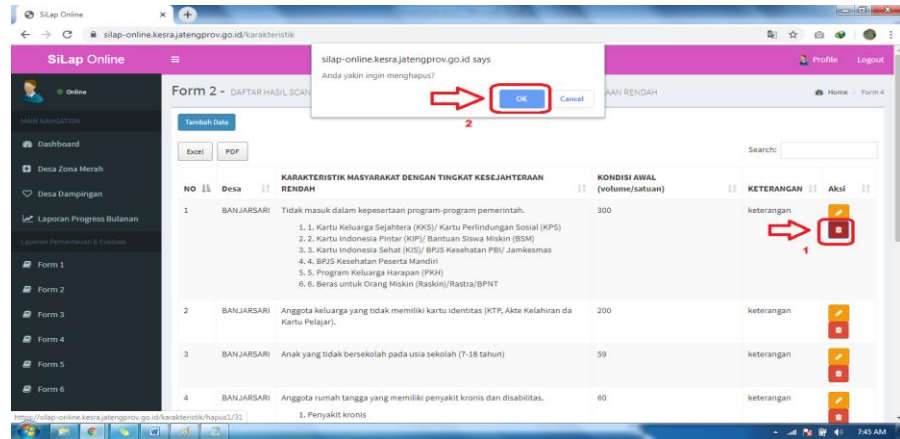 SiLap Online
silap-online.kesra.jatengprov.go.id/karakteristik
SiLap Online
Profile
Logout
silap-online.kesra.jatengprov.go.id says
Anda yakin ingin menghapus?
OK
Cancel
2
Online
Form 2 - DAFTAR HASIL SCAN
AAN RENDAH
Home > Form 4
MAIN NAVIGATION
Dashboard
Desa Zona Merah
Desa Dampingan
Laporan Progress Bulanan
Laporan Pemantauan & Evaluasi
Form 1
Form 2
Form 3
Form 4
Form 5
Form 6
Tambah Data
Excel
PDF
Search:
NO
Desa
KARAKTERISTIK MASYARAKAT DENGAN TINGKAT KESEJAHTERAAN
RENDAH
KONDISI AWAL
(volume/satuan)
KETERANGAN
Aksi
1
BANJARSARI
Tidak masuk dalam kepesertaan program-program pemerintah.
1. 1. Kartu Keluarga Sejahtera (KKS)/ Kartu Perlindungan Sosial (KPS)
2. 2. Kartu Indonesia Pintar (KIP)/ Bantuan Siswa Miskin (BSM)
3. 3. Kartu Indonesia Sehat (KIS)/ BPJS Kesehatan PBI/ Jamkesmas
4. 4. BPJS Kesehatan Peserta Mandiri
5. 5. Program Keluarga Harapan (PKH)
6. 6. Beras untuk Orang Miskin (Raskin)/Rastra/BPNT
300
keterangan
1
2
BANJARSARI
Anggota keluarga yang tidak memiliki kartu identitas (KTP, Akte Kelahiran da
Kartu Pelajar).
200
keterangan
3
BANJARSARI
Anak yang tidak bersekolah pada usia sekolah (7-18 tahun)
59
keterangan
4
BANJARSARI
Anggota rumah tangga yang memiliki penyakit kronis dan disabilitas.
1. Penyakit kronis
60
keterangan
https://silap-online.kesra.jatengprov.go.id/karakteristik/hapus1/31
7:45 AM